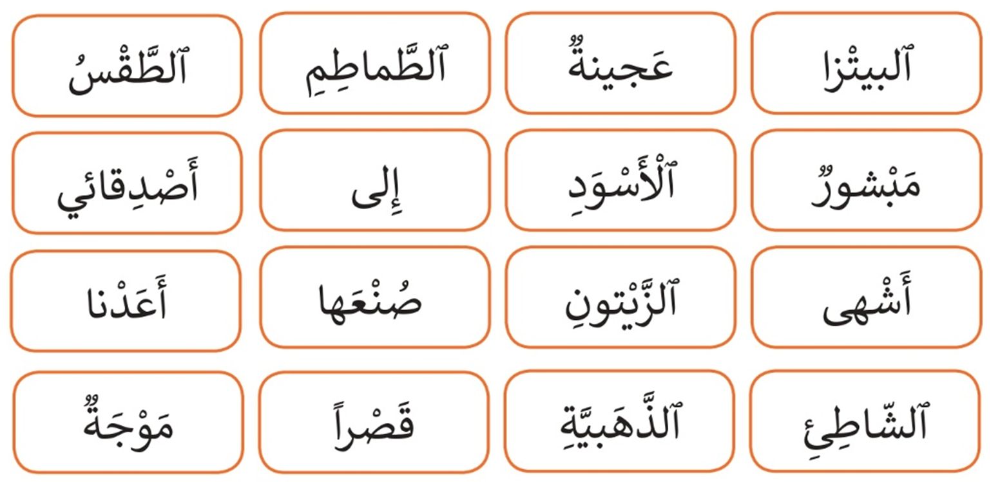 ٱلبيتْزا عَجينةٌ ٱلطَّماطِمِ ٱلطَّقْسُ
مَبْشورٌ ٱلْأَسْوَدِ إِلى أَصْدِقائي
أَشْهى ٱلزَّيْتونِ صُنْعَها أَعَدْنا
ٱلشّاطِئِ ٱلذَّهَبيَّةِ قَصْراً مَوْجَةٌ